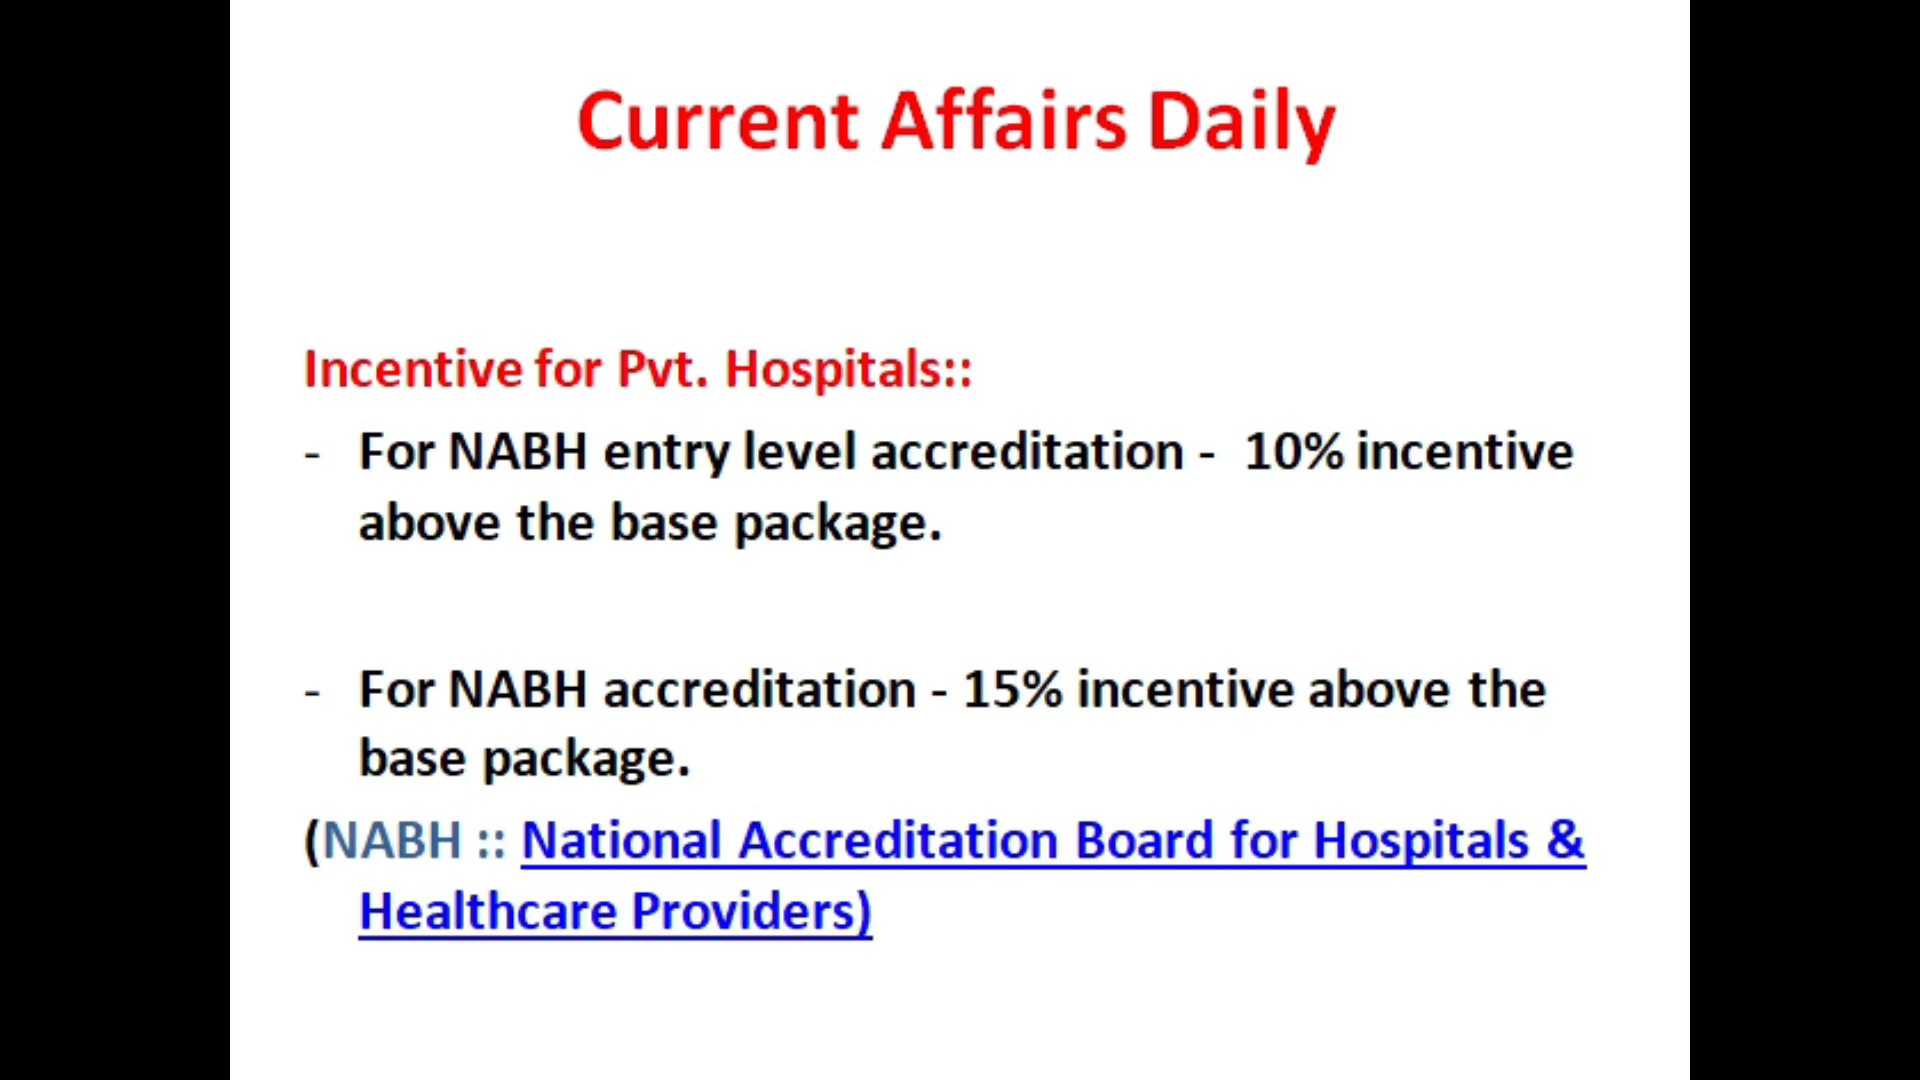 Current Affairs Daily
Incentive for Pvt. Hospitals::
- For NABH entry level accreditation - 10% incentive
above the base package.
- For NABH accreditation - 15% incentive above the
base package.
(NABH :: National Accreditation Board for Hospitals &
Healthcare Providers)